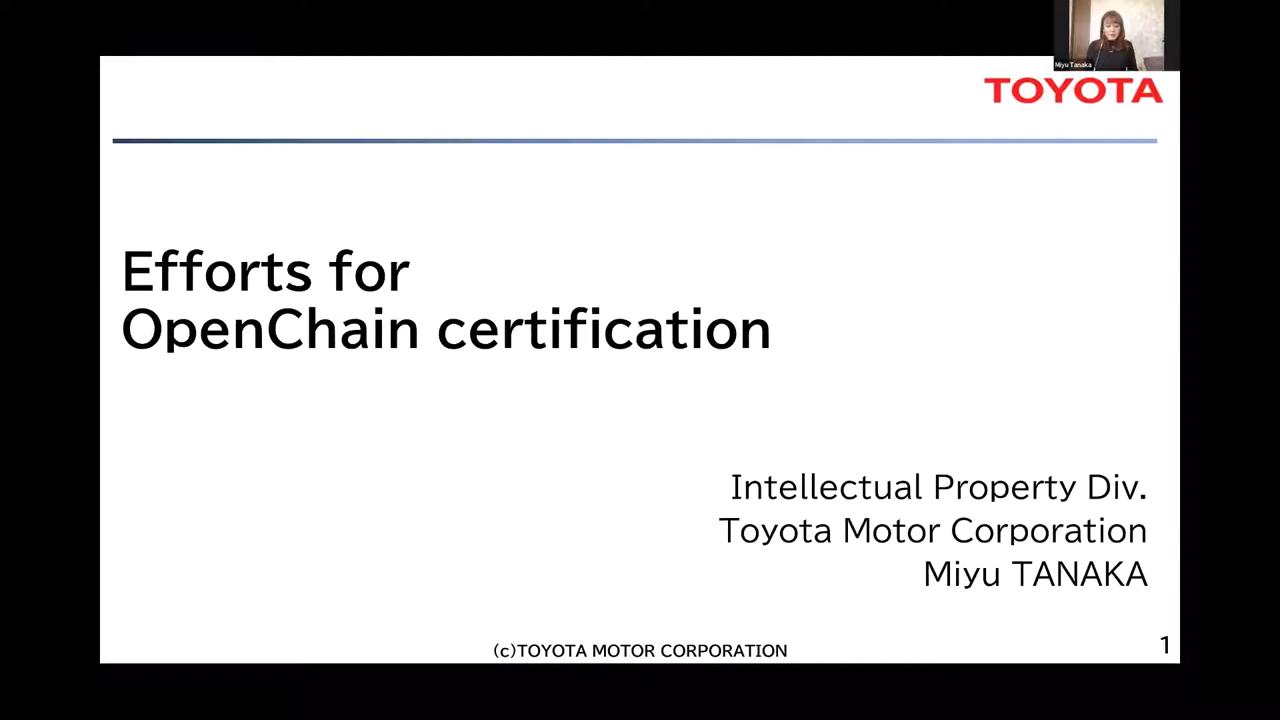 Miyu Tanaka
TOYOTA
Efforts for
OpenChain certification
Intellectual Property Div.
Toyota Motor Corporation
Miyu TANAKA
(c)TOYOTA MOTOR CORPORATION
1